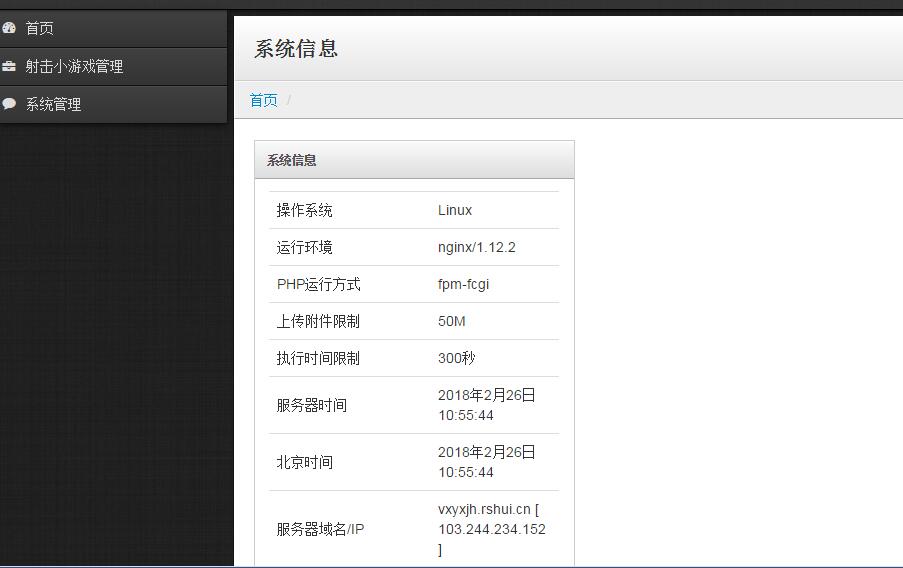 首页
射击小游戏管理
系统管理
系统信息
首页 /
系统信息
操作系统 Linux
运行环境 nginx/1.12.2
PHP运行方式 fpm-fcgi
上传附件限制 50M
执行时间限制 300秒
服务器时间 2018年2月26日
10:55:44
北京时间 2018年2月26日
10:55:44
服务器域名/IP vxyxjh.rshui.cn [
103.244.234.152
]